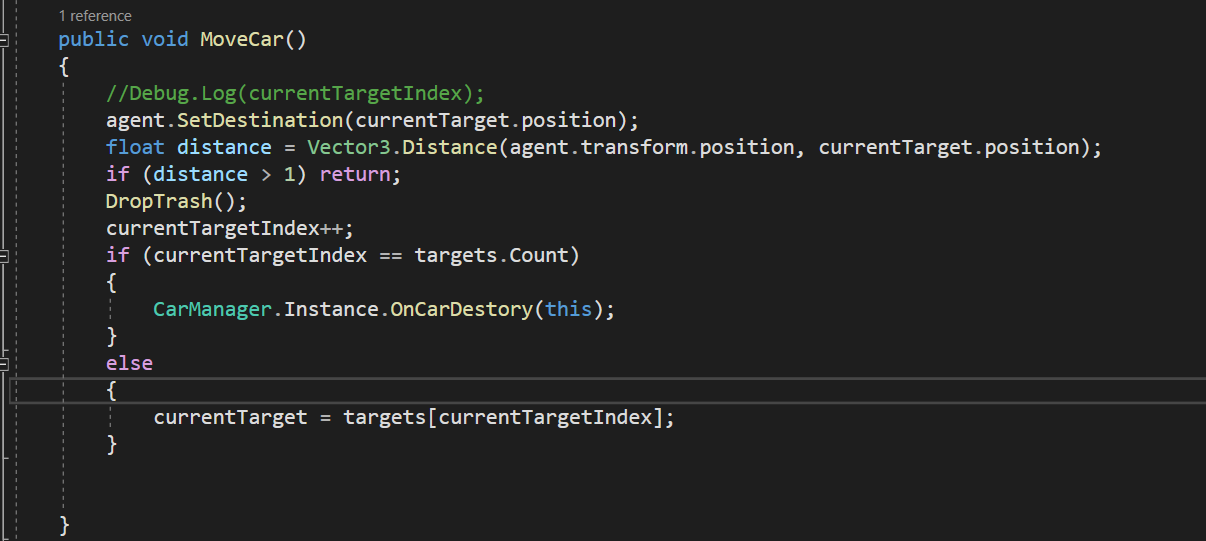 1 reference
public void MoveCar()
{
//Debug.Log(currentTargetIndex);
agent.SetDestination(currentTarget.position);
float distance = Vector3.Distance(agent.transform.position, currentTarget.position);
if (distance > 1) return;
DropTrash();
currentTargetIndex++;
if (currentTargetIndex == targets.Count)
{
CarManager.Instance.OnCarDestory(this);
}
else
{
currentTarget = targets[currentTargetIndex];
}
}